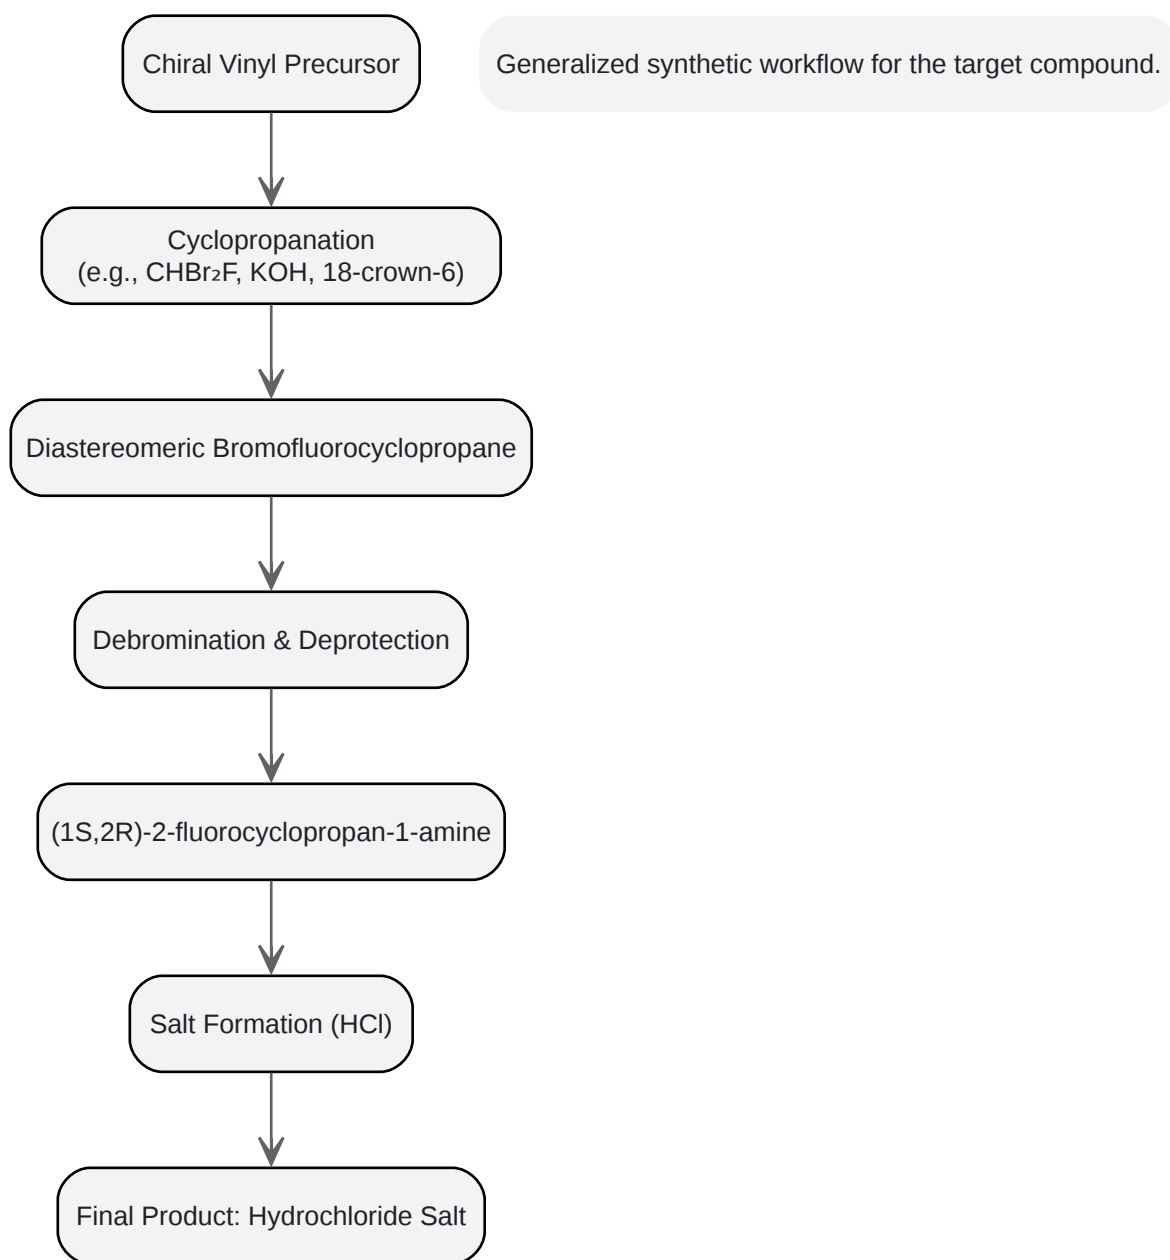 Chiral Vinyl Precursor
Generalized synthetic workflow for the target compound.
Cyclopropanation
(e.g., CHBr₂F, KOH, 18-crown-6)
Diastereomeric Bromofluorocyclopropane
Debromination & Deprotection
(1S,2R)-2-fluorocyclopropan-1-amine
Salt Formation (HCl)
Final Product: Hydrochloride Salt